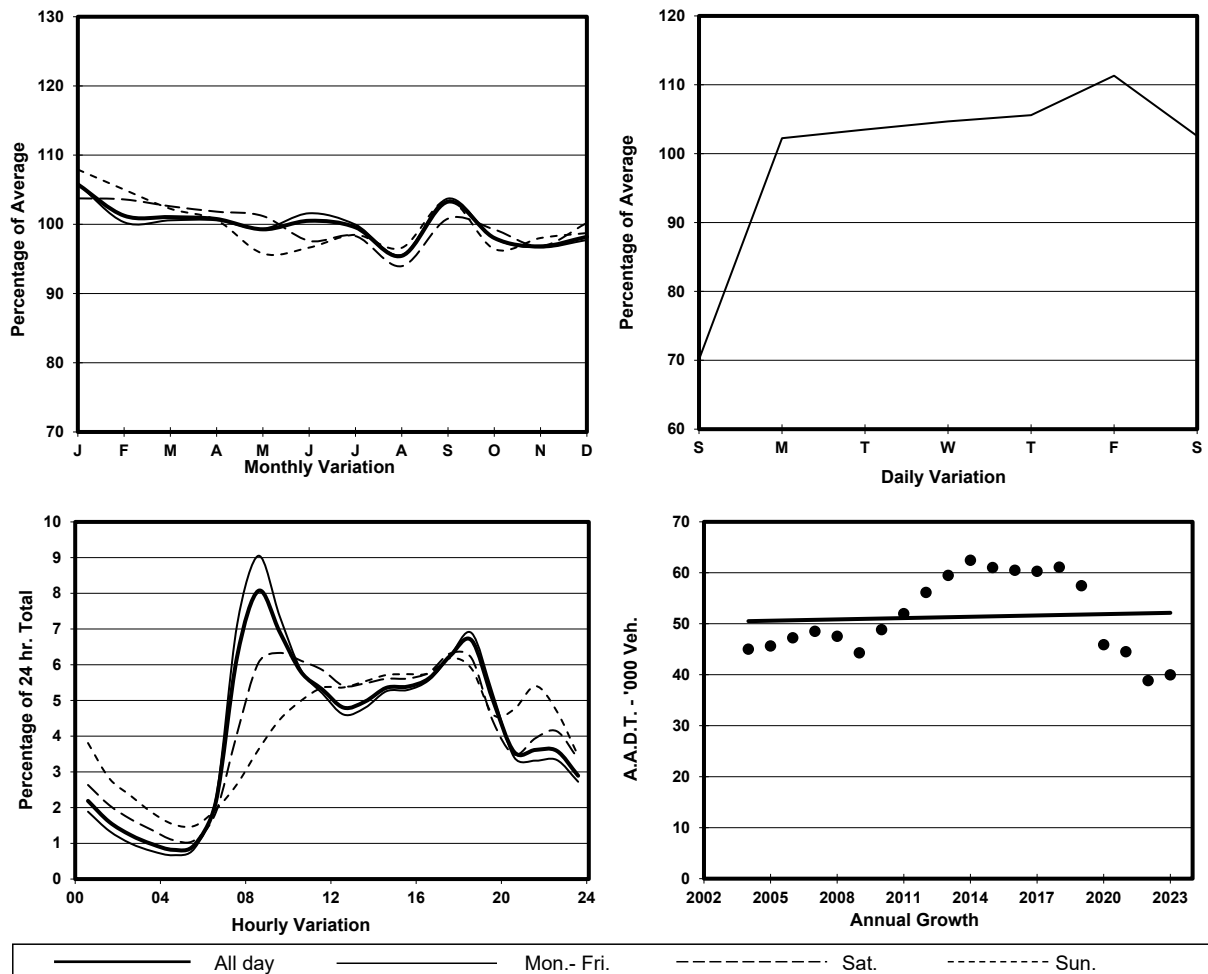 130
120
110
100
90
80
70
Percentage of Average
J F M A M J J A S O N D
Monthly Variation
120
110
100
90
80
70
60
Percentage of Average
S M T W T F S
Daily Variation
10
9
8
7
6
5
4
3
2
1
0
Percentage of 24 hr. Total
00 04 08 12 16 20 24
Hourly Variation
70
60
50
40
30
20
10
0
A.A.D.T. - '000 Veh.
2002 2005 2008 2011 2014 2017 2020 2023
Annual Growth
All day Mon.- Fri. Sat. Sun.